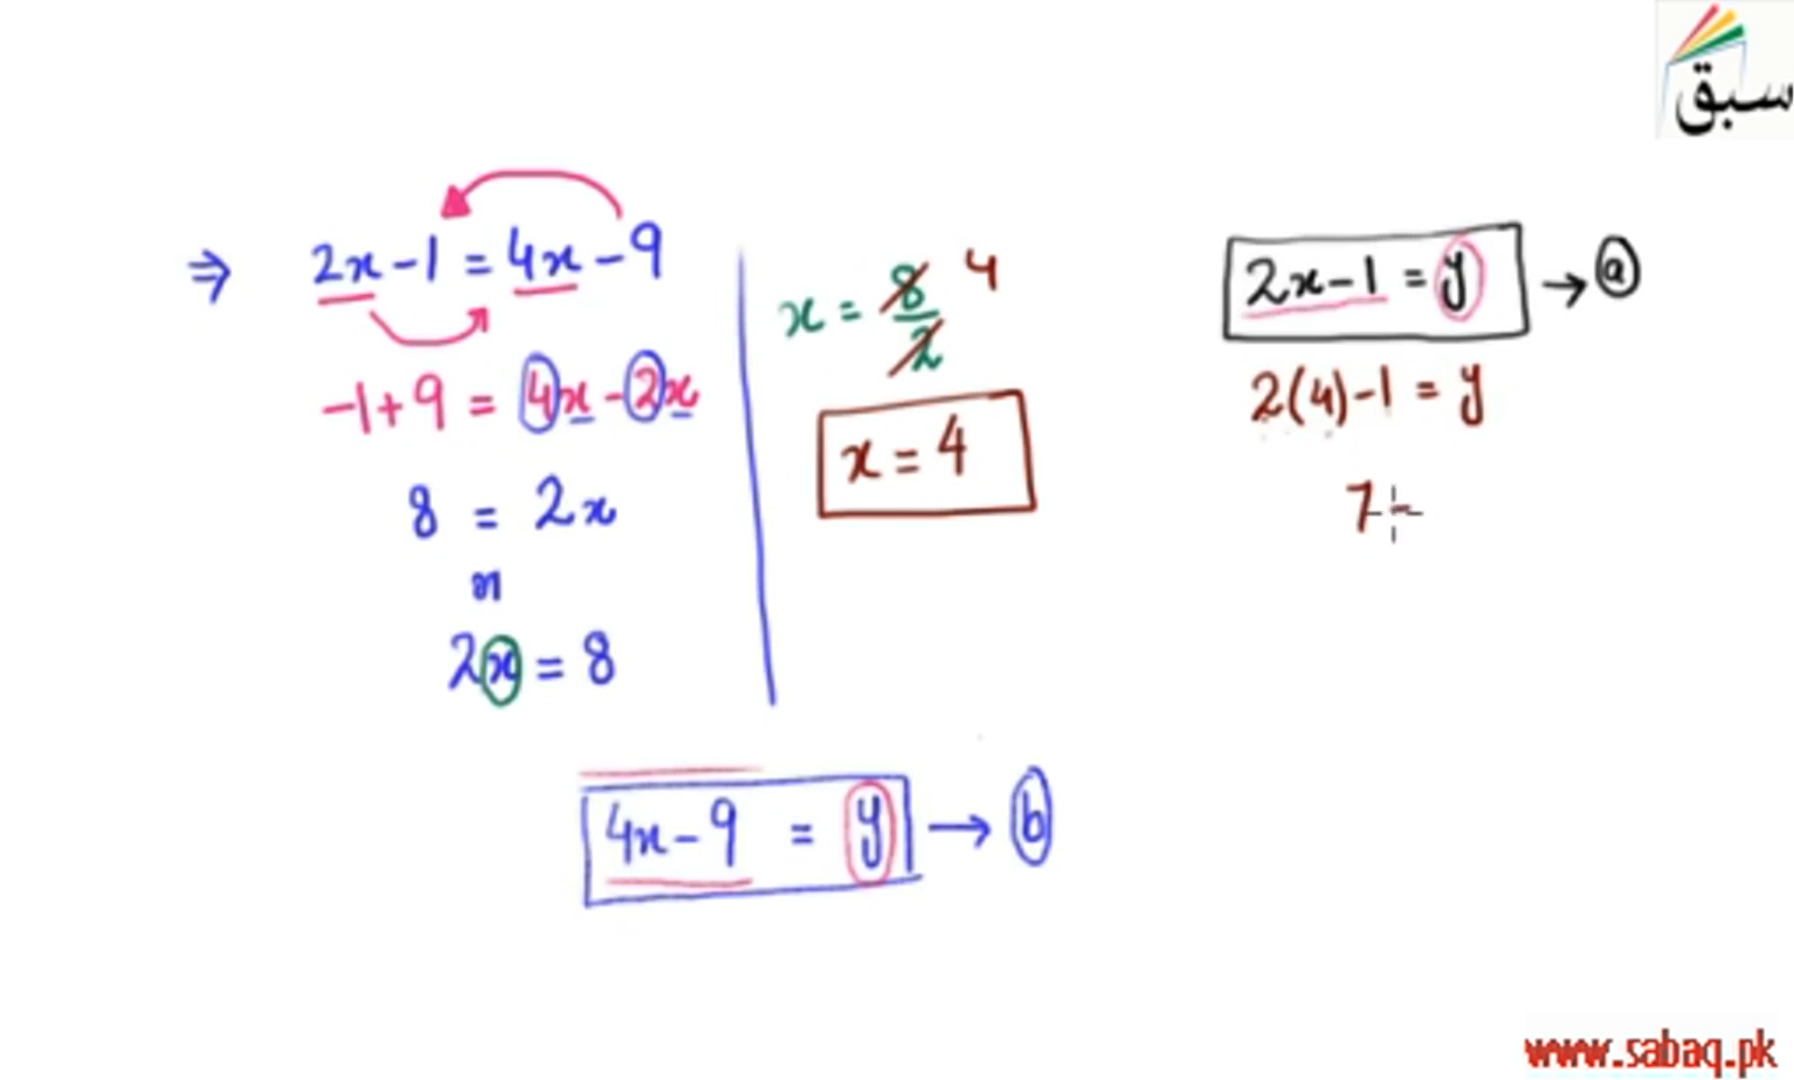 سبق
⇒ 2x-1 = 4x-9
-1+9 = 4x-2x
8 = 2x
or
2x = 8
x = 8/2 4
x = 4
2x-1 = y → a
2(4)-1 = y
7=
4x-9 = y → b
www.sabaq.pk